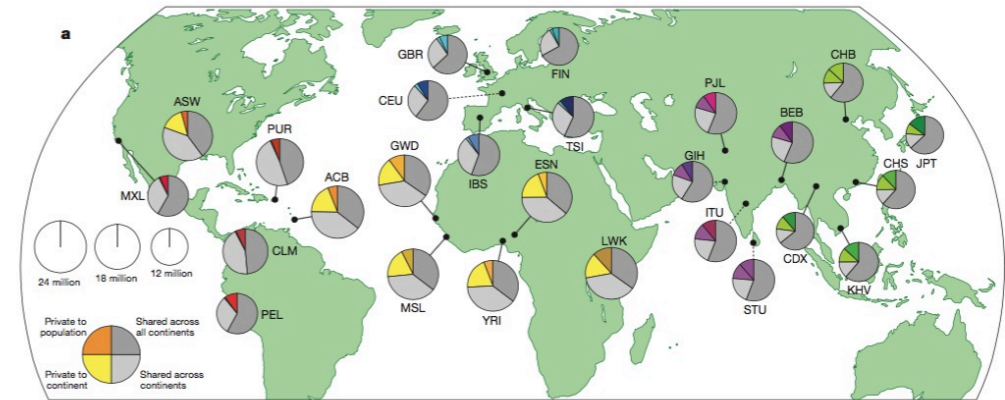 a
GBR
FIN
CHB
CEU
PJL
BEB
ASW
PUR
TSI
GWD
ESN
IBS
GIH
CHS
JPT
MXL
ACB
ITU
CDX
LWK
CLM
24 million
18 million
12 million
MSL
YRI
STU
KHV
PEL
Private to
population
Shared across
all continents
Private to
continent
Shared across
continents